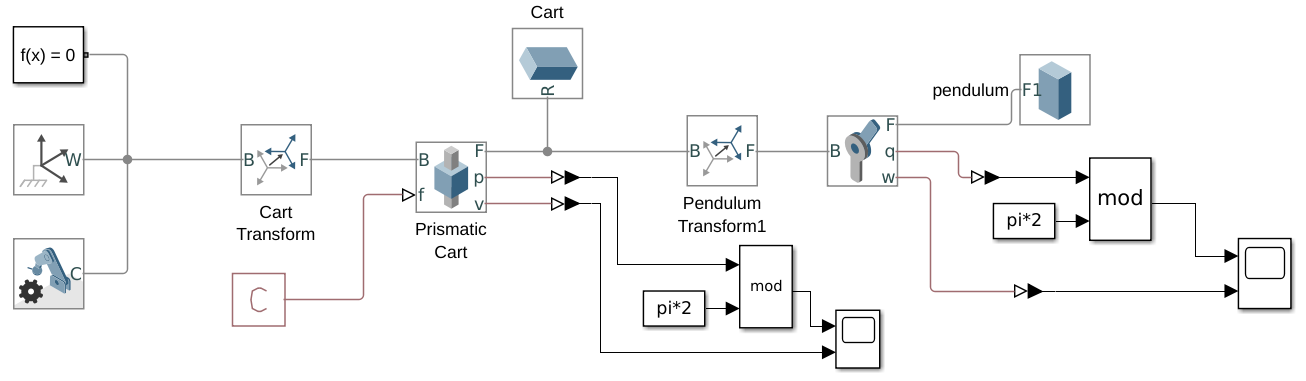 Cart
f(x) = 0
R
pendulum
F1
W
B
F
Cart
Transform
B
f
F
p
v
Prismatic
Cart
B
F
Pendulum
Transform1
B
F
q
w
mod
pi*2
C
C
mod
pi*2